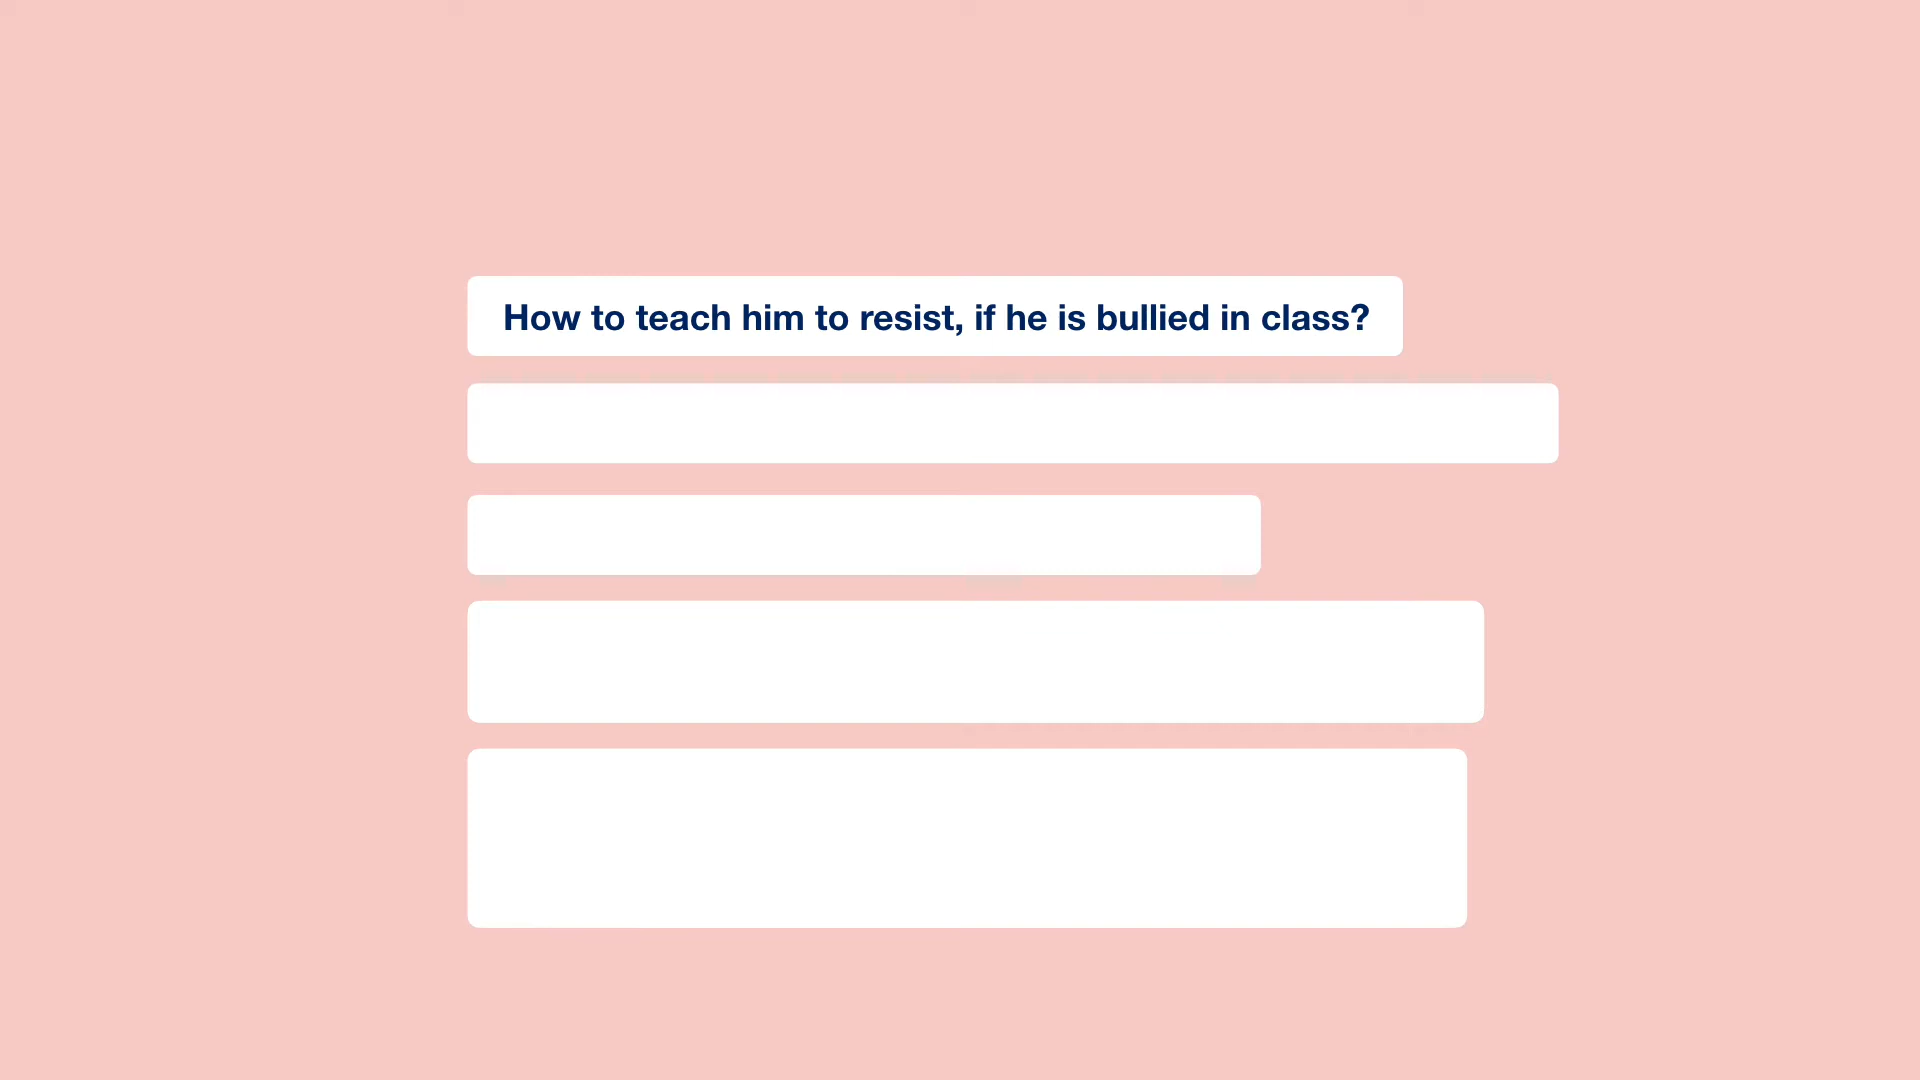 How to teach him to resist, if he is bullied in class?